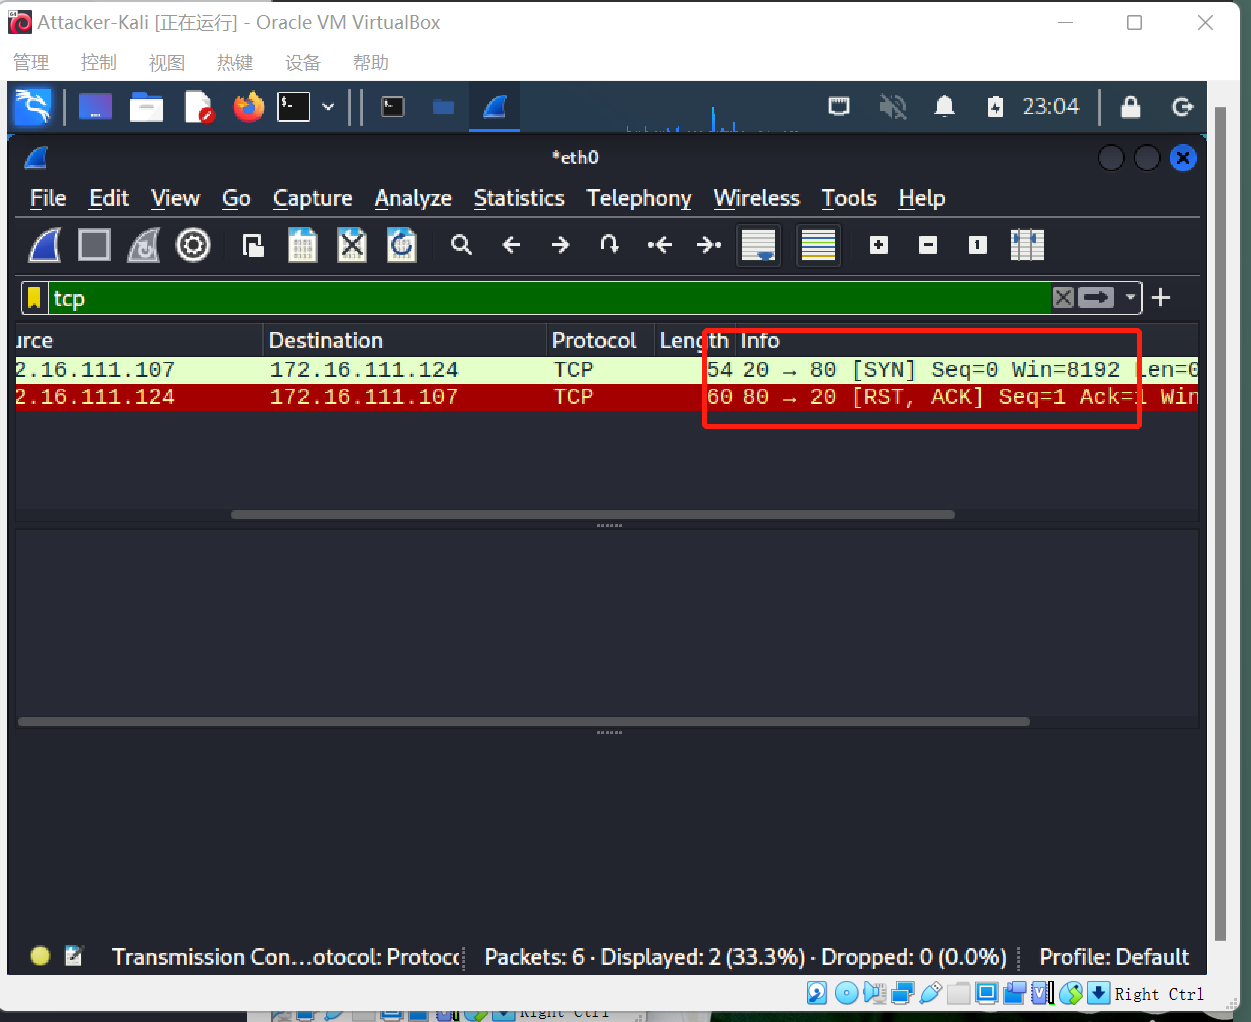 Attacker-Kali [正在运行] - Oracle VM VirtualBox
管理 控制 视图 热键 设备 帮助
23:04
*eth0
File Edit View Go Capture Analyze Statistics Telephony Wireless Tools Help
tcp
urce Destination Protocol Length Info
2.16.111.107 172.16.111.124 TCP 54 20 → 80 [SYN] Seq=0 Win=8192 Len=0
2.16.111.124 172.16.111.107 TCP 60 80 → 20 [RST, ACK] Seq=1 Ack=1 Win
Transmission Con...otocol: Protoco Packets: 6 · Displayed: 2 (33.3%) · Dropped: 0 (0.0%) Profile: Default
Right Ctrl
Right Ctrl